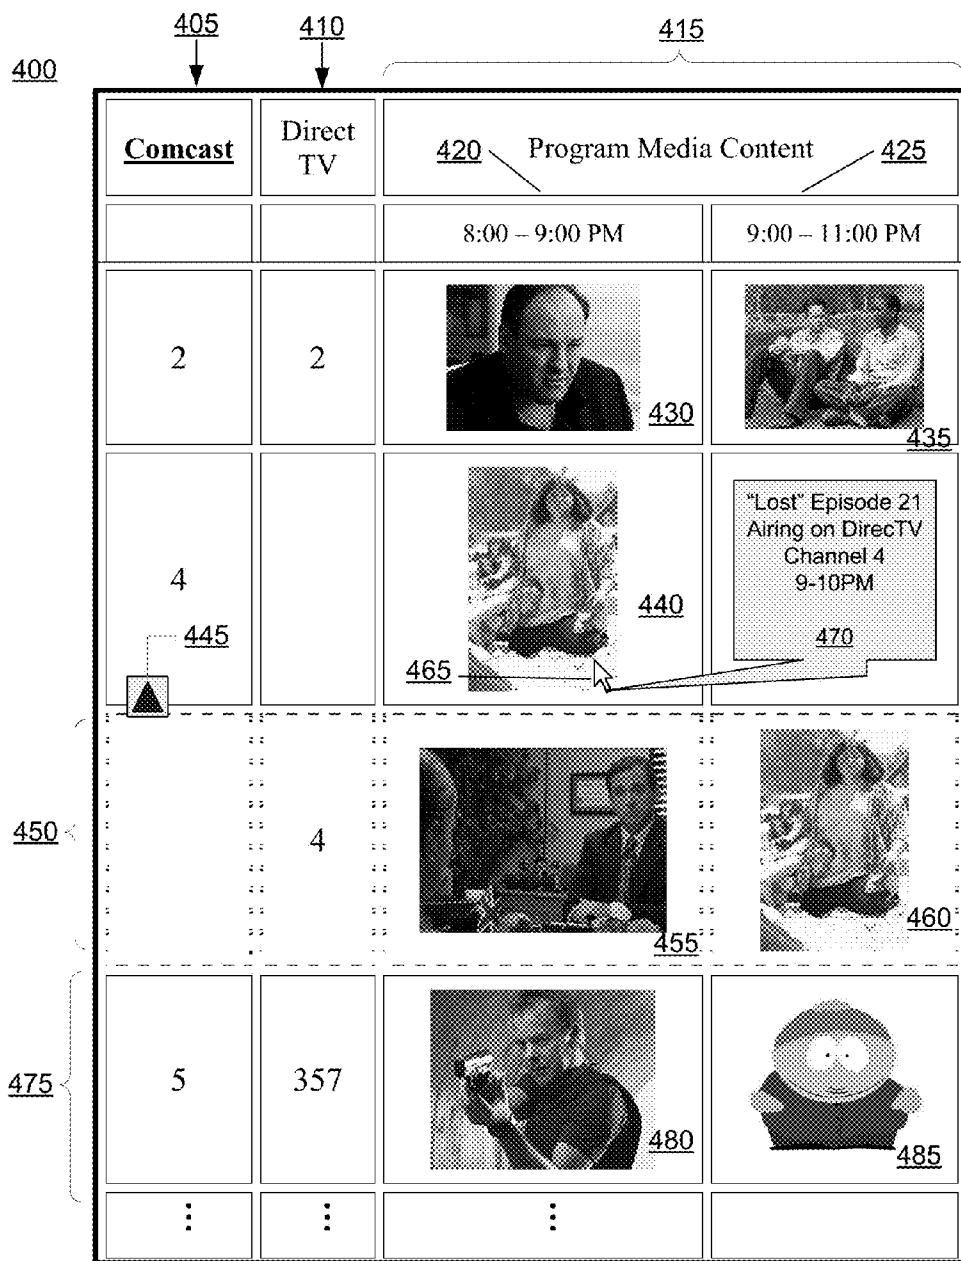 405
410
415
400
Comcast
Direct
TV
420
Program Media Content
425
8:00 – 9:00 PM
9:00 – 11:00 PM
2
2
430
435
4
440
"Lost" Episode 21
Airing on DirecTV
Channel 4
9-10PM
470
445
465
450
4
455
460
475
5
357
480
485